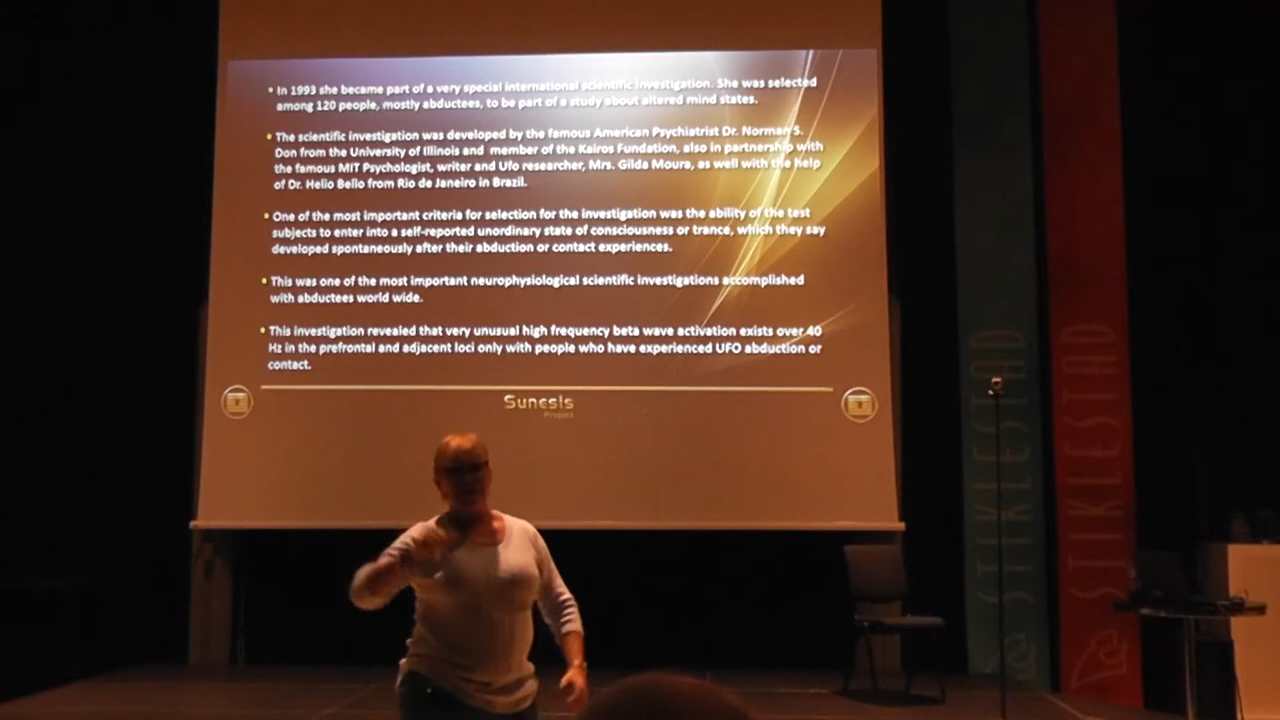 • In 1993 she became part of a very special international scientific investigation. She was selected
among 120 people, mostly abductees, to be part of a study about altered mind states.
• The scientific investigation was developed by the famous American Psychiatrist Dr. Norman S.
Don from the University of Illinois and member of the Kairos Fundation, also in partnership with
the famous MIT Psychologist, writer and Ufo researcher, Mrs. Gilda Moura, as well with the help
of Dr. Helio Bello from Rio de Janeiro in Brazil.
• One of the most important criteria for selection for the investigation was the ability of the test
subjects to enter into a self-reported unordinary state of consciousness or trance, which they say
developed spontaneously after their abduction or contact experiences.
• This was one of the most important neurophysiological scientific investigations accomplished
with abductees world wide.
• This investigation revealed that very unusual high frequency beta wave activation exists over 40
Hz in the prefrontal and adjacent loci only with people who have experienced UFO abduction or
contact.
Sunesis
Project
STIKLESTAD
STIKLESTAD